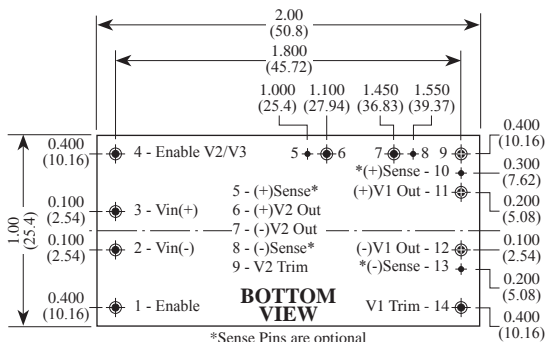 2.00
(50.8)
1.800
(45.72)
1.000 1.100 1.450 1.550
(25.4) (27.94) (36.83) (39.37)
1.00
(25.4)
0.400
(10.16)
4 - Enable V2/V3
5
6
7
8
9
0.400
(10.16)
*(+)Sense - 10
0.300
(7.62)
5 - (+)Sense*
(+)V1 Out - 11
0.100
(2.54)
3 - Vin(+)
6 - (+)V2 Out
0.200
(5.08)
7 - (-)V2 Out
0.100
(2.54)
2 - Vin(-)
8 - (-)Sense*
(-)V1 Out - 12
0.100
(2.54)
9 - V2 Trim
*(-)Sense - 13
0.200
(5.08)
0.400
(10.16)
1 - Enable
BOTTOM
VIEW
V1 Trim - 14
0.400
(10.16)
*Sense Pins are optional